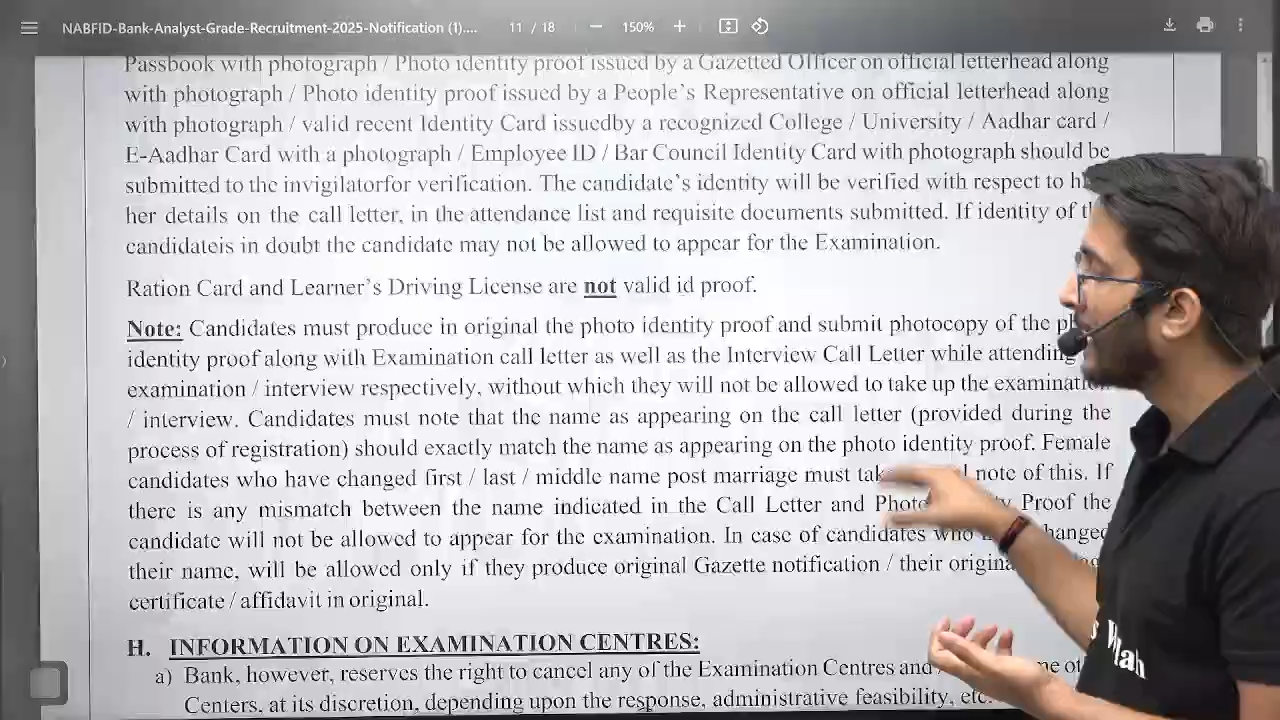 NABFID-Bank-Analyst-Grade-Recruitment-2025-Notification (1)....
11 / 18
150%
Passbook with photograph / Photo identity proof issued by a Gazetted Officer on official letterhead along
with photograph / Photo identity proof issued by a People's Representative on official letterhead along
with photograph / valid recent Identity Card issuedby a recognized College / University / Aadhar card /
E-Aadhar Card with a photograph / Employee ID / Bar Council Identity Card with photograph should be
submitted to the invigilatorfor verification. The candidate's identity will be verified with respect to
her details on the call letter, in the attendance list and requisite documents submitted. If identity of
candidateis in doubt the candidate may not be allowed to appear for the Examination.
Ration Card and Learner's Driving License are not valid id proof.
Note: Candidates must produce in original the photo identity proof and submit photocopy of the
identity proof along with Examination call letter as well as the Interview Call Letter while attending
examination / interview respectively, without which they will not be allowed to take up the examination
/ interview. Candidates must note that the name as appearing on the call letter (provided during the
process of registration) should exactly match the name as appearing on the photo identity proof. Female
candidates who have changed first / last / middle name post marriage must note of this. If
there is any mismatch between the name indicated in the Call Letter and Photo Proof the
candidate will not be allowed to appear for the examination. In case of candidates who changed
their name, will be allowed only if they produce original Gazette notification / their original
certificate / affidavit in original.
H. INFORMATION ON EXAMINATION CENTRES:
a) Bank, however, reserves the right to cancel any of the Examination Centres and
Centers, at its discretion, depending upon the response, administrative feasibility, etc.